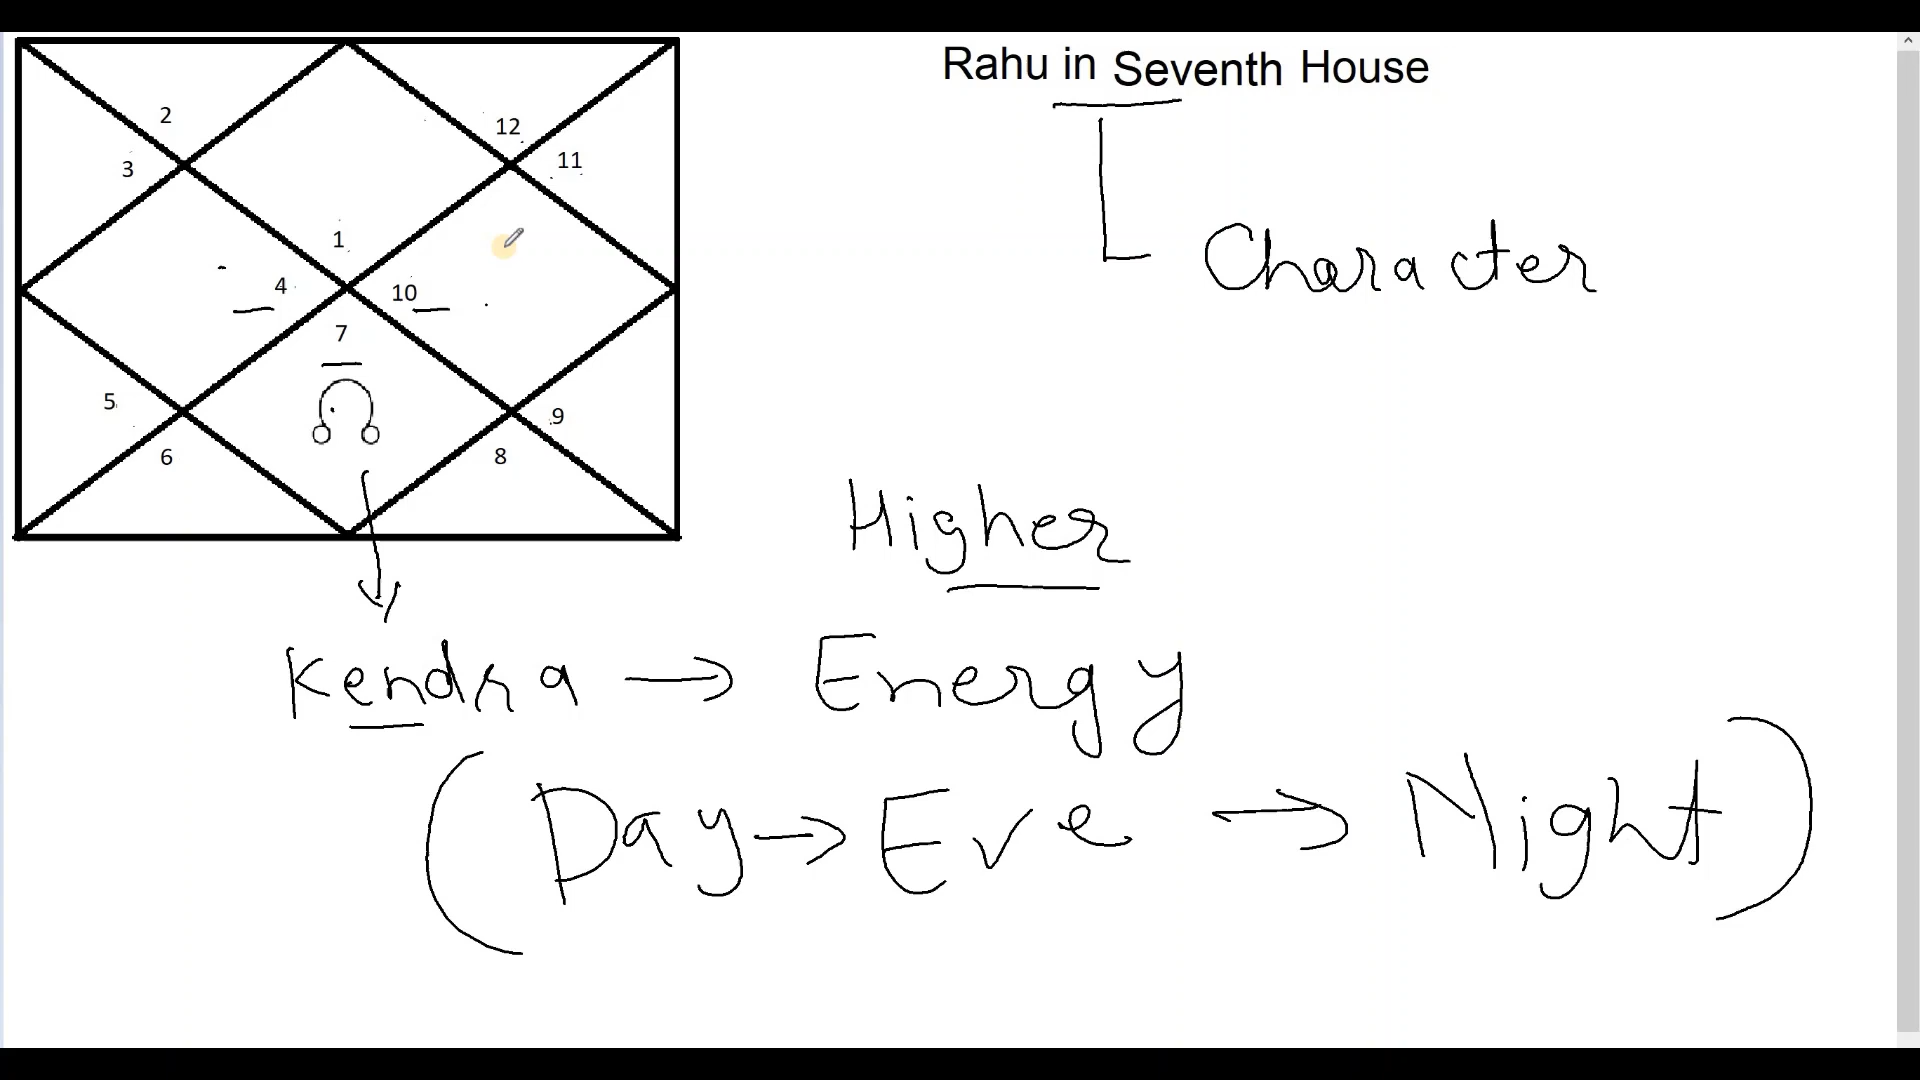 Rahu in Seventh House
2
12
3
11
1
4
10
7
5
9
6
8
Character
Higher
Kendra → Energy
(Day → Eve → Night)